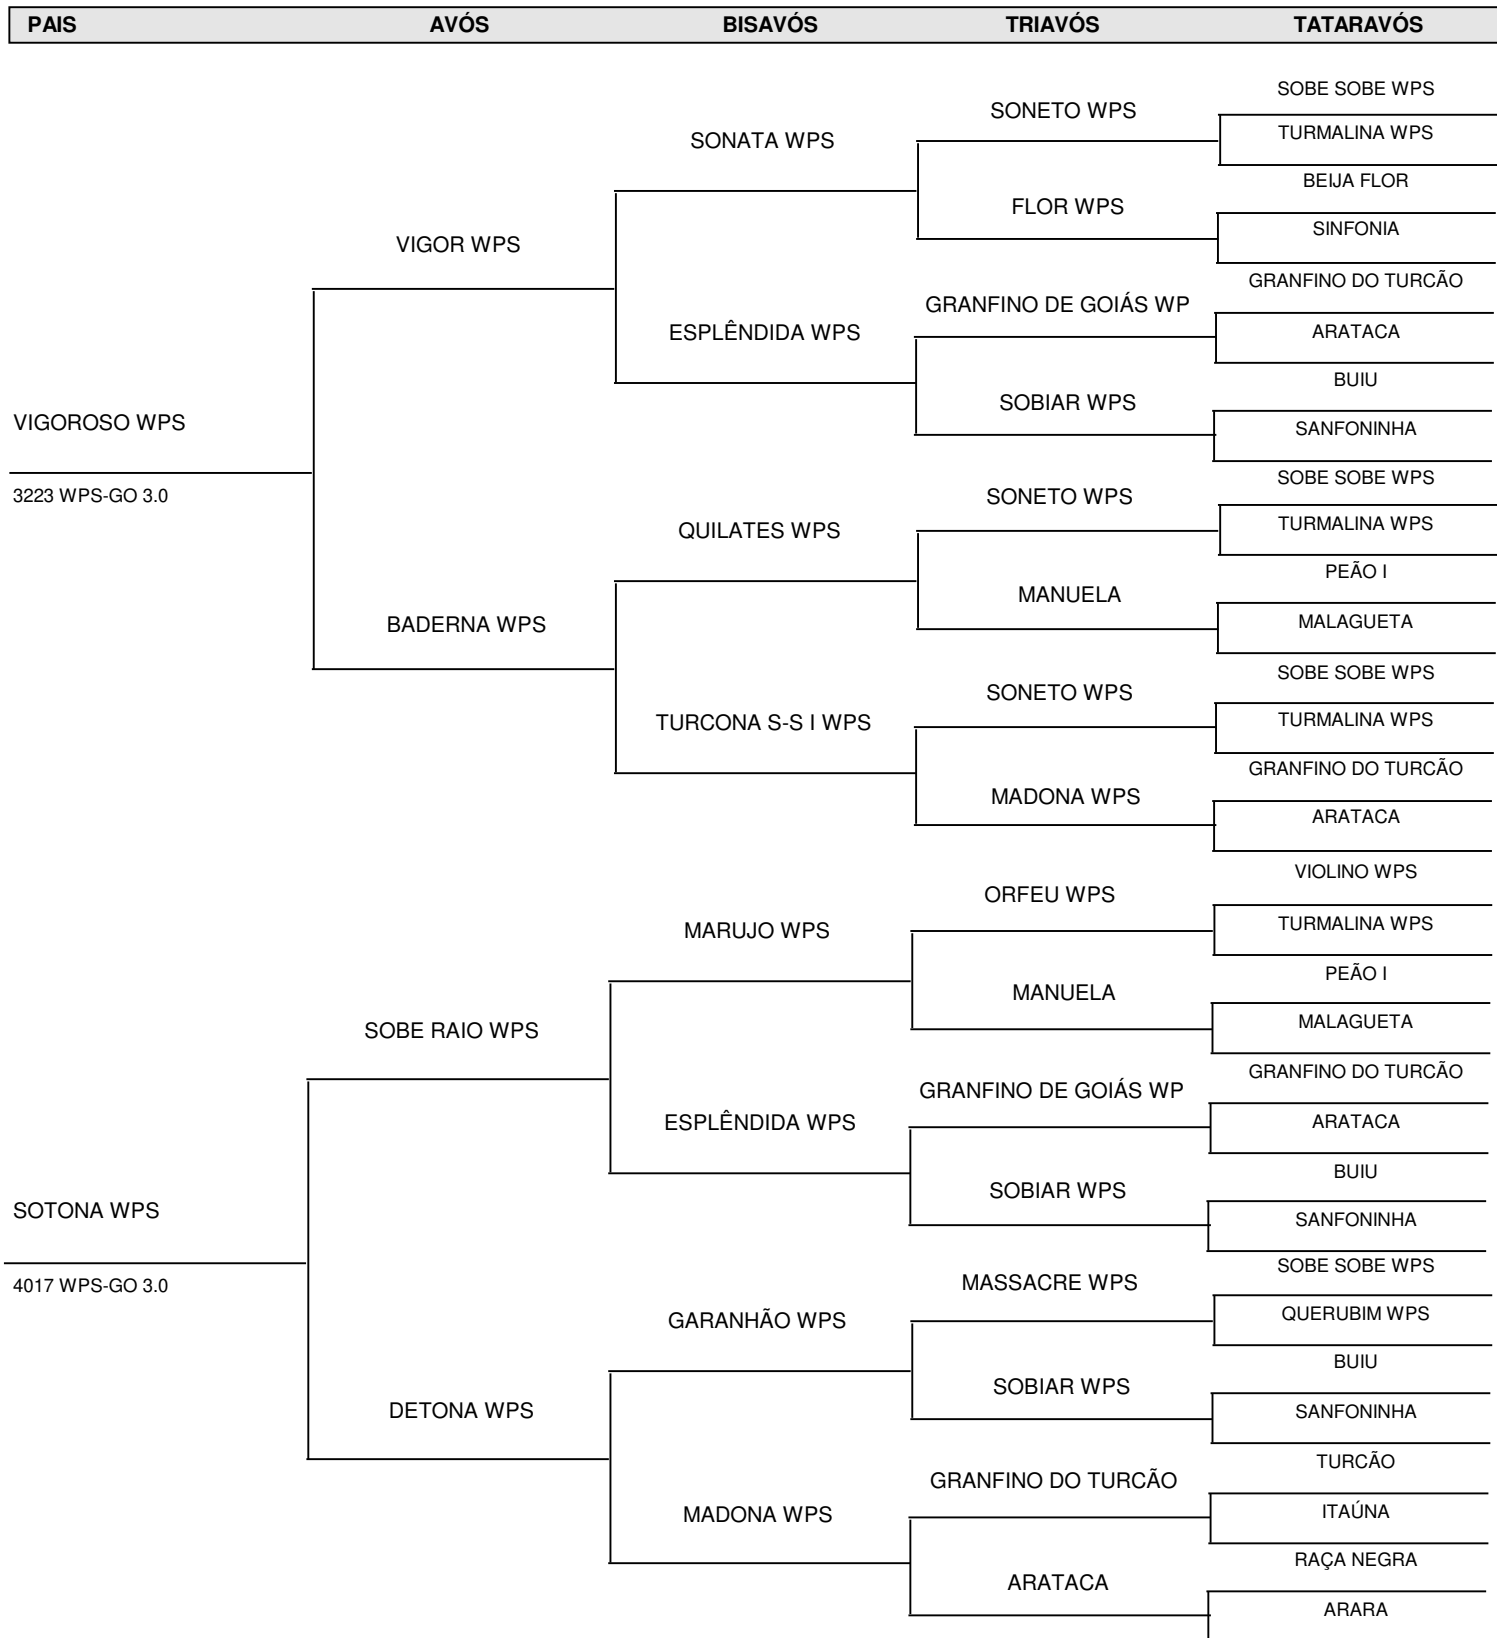 PAIS AVÓS BISAVÓS TRIAVÓS TATARAVÓS
SOBE SOBE WPS
SONETO WPS
TURMALINA WPS
SONATA WPS
BEIJA FLOR
FLOR WPS
SINFONIA
VIGOR WPS
GRANFINO DO TURCÃO
GRANFINO DE GOIÁS WP
ARATACA
ESPLÊNDIDA WPS
BUIU
SOBIAR WPS
SANFONINHA
VIGOROSO WPS
3223 WPS-GO 3.0
SOBE SOBE WPS
SONETO WPS
TURMALINA WPS
QUILATES WPS
PEÃO I
MANUELA
MALAGUETA
BADERNA WPS
SOBE SOBE WPS
SONETO WPS
TURMALINA WPS
TURCONA S-S I WPS
GRANFINO DO TURCÃO
MADONA WPS
ARATACA
VIOLINO WPS
ORFEU WPS
TURMALINA WPS
MARUJO WPS
PEÃO I
MANUELA
MALAGUETA
SOBE RAIO WPS
GRANFINO DO TURCÃO
GRANFINO DE GOIÁS WP
ARATACA
ESPLÊNDIDA WPS
BUIU
SOBIAR WPS
SANFONINHA
SOTONA WPS
4017 WPS-GO 3.0
SOBE SOBE WPS
MASSACRE WPS
QUERUBIM WPS
GARANHÃO WPS
BUIU
SOBIAR WPS
SANFONINHA
DETONA WPS
TURCÃO
GRANFINO DO TURCÃO
ITAÚNA
MADONA WPS
RAÇA NEGRA
ARATACA
ARARA